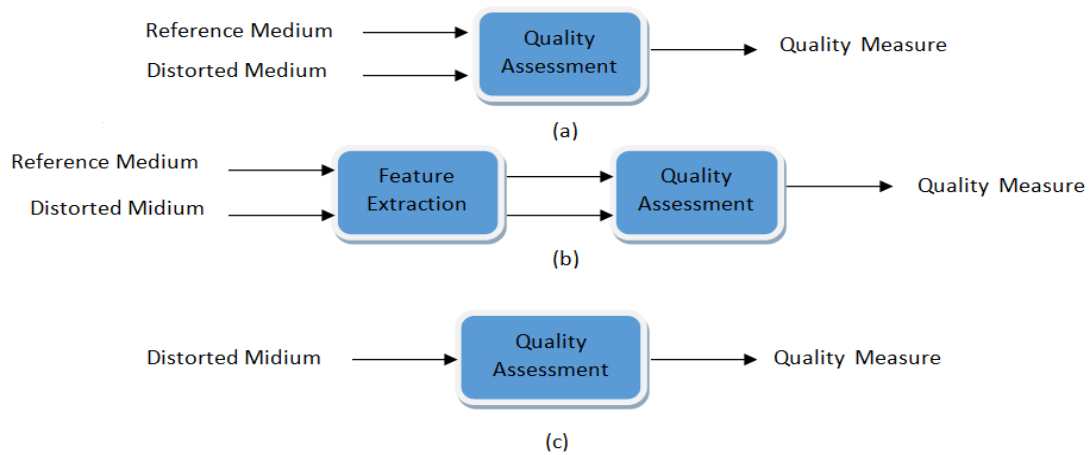 Reference Medium
Distorted Medium
Quality
Assessment
Quality Measure
(a)
Reference Medium
Distorted Midium
Feature
Extraction
Quality
Assessment
Quality Measure
(b)
Distorted Midium
Quality
Assessment
Quality Measure
(c)